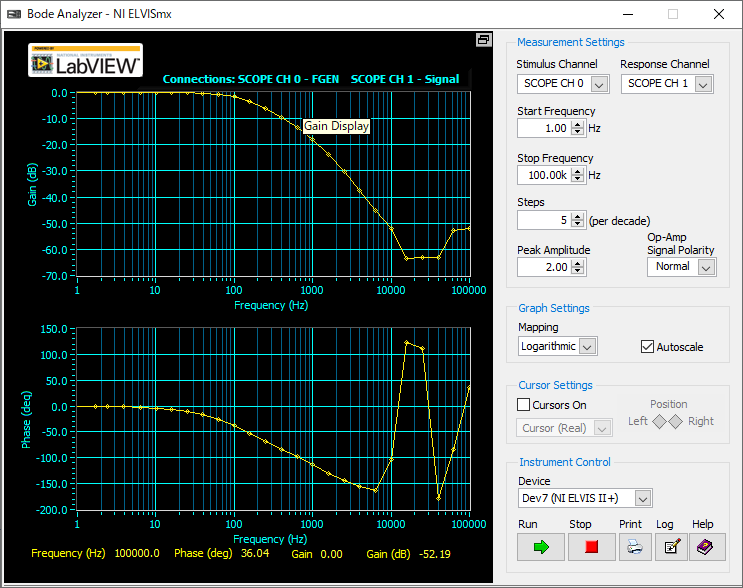 Bode Analyzer - NI ELVISmx
POWERED BY
NATIONAL INSTRUMENTS
LabVIEW™
Connections: SCOPE CH 0 - FGEN SCOPE CH 1 - Signal
0.0
-10.0
-20.0
-30.0
-40.0
-50.0
-60.0
-70.0
Gain (dB)
Gain Display
1 10 100 1000 10000 100000
Frequency (Hz)
150.0
100.0
50.0
0.0
-50.0
-100.0
-150.0
-200.0
Phase (deg)
1 10 100 1000 10000 100000
Frequency (Hz)
Frequency (Hz) 100000.0 Phase (deg) 36.04 Gain 0.00 Gain (dB) -52.19
Measurement Settings
Stimulus Channel Response Channel
SCOPE CH 0 SCOPE CH 1
Start Frequency
1.00 Hz
Stop Frequency
100.00k Hz
Steps
5 (per decade)
Op-Amp
Peak Amplitude Signal Polarity
2.00 Normal
Graph Settings
Mapping
Logarithmic Autoscale
Cursor Settings
Cursors On Position
Cursor (Real) Left Right
Instrument Control
Device
Dev7 (NI ELVIS II+)
Run Stop Print Log Help